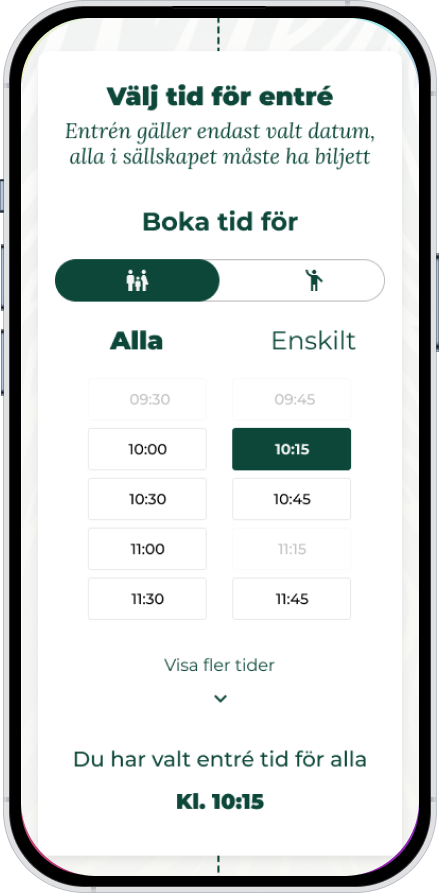 Välj tid för entré
Entrén gäller endast valt datum,
alla i sällskapet måste ha biljett
Boka tid för
Alla Enskilt
09:30 09:45
10:00 10:15
10:30 10:45
11:00 11:15
11:30 11:45
Visa fler tider
Du har valt entré tid för alla
Kl. 10:15